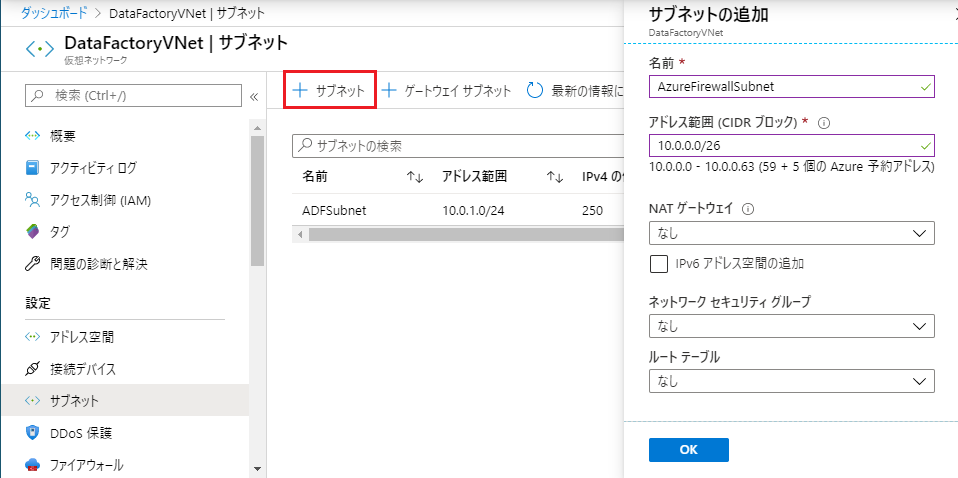 ダッシュボード > DataFactoryVNet | サブネット
DataFactoryVNet | サブネット
仮想ネットワーク
検索 (Ctrl+/)
«
概要
アクティビティ ログ
アクセス制御 (IAM)
タグ
問題の診断と解決
設定
アドレス空間
接続デバイス
サブネット
DDoS 保護
ファイアウォール
+ サブネット
+ ゲートウェイ サブネット
最新の情報に
サブネットの検索
名前 ↑↓ アドレス範囲 ↑↓ IPv4 の
ADFSubnet 10.0.1.0/24 250
サブネットの追加
DataFactoryVNet
名前 *
AzureFirewallSubnet
アドレス範囲 (CIDR ブロック) *
10.0.0.0/26
10.0.0.0 - 10.0.0.63 (59 + 5 個の Azure 予約アドレス)
NAT ゲートウェイ
なし
IPv6 アドレス空間の追加
ネットワーク セキュリティ グループ
なし
ルート テーブル
なし
OK